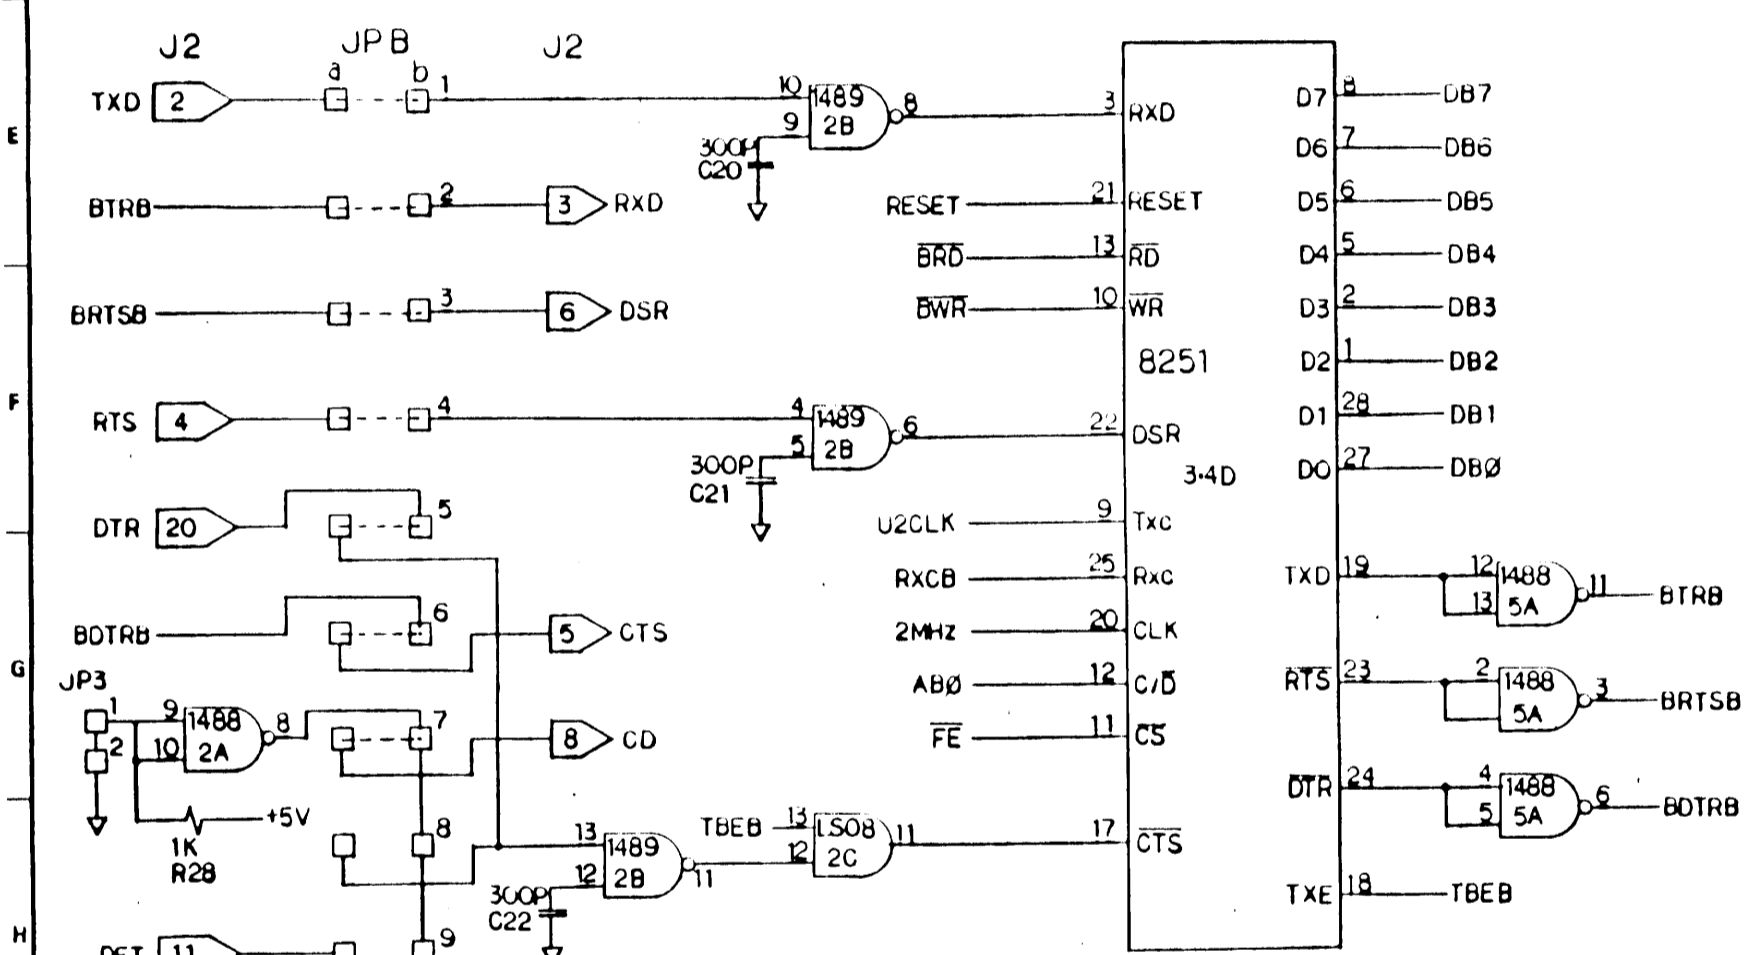 J2 JPB J2
a b
TXD 2 1 10 1489 2B 8 3 RXD D7 8 DB7
9 300P C20
D6 7 DB6
BTRB 2 3 RXD RESET 21 RESET D5 6 DB5
BRD 13 RD D4 5 DB4
BRTSB 3 6 DSR BWR 10 WR D3 2 DB3
8251 D2 1 DB2
RTS 4 4 4 1489 2B 6 22 DSR D1 28 DB1
5 300P C21
3·4D D0 27 DBØ
DTR 20 5 U2CLK 9 TxC
RXCB 25 RxC TXD 19 12 13 1488 5A 11 BTRB
BDTRB 6 5 CTS 2MHz 20 CLK
ABØ 12 C/D RTS 23 2 1488 5A 3 BRTSB
JP3
1 2 9 10 1488 2A 8 7 8 CD FE 11 CS
DTR 24 4 5 1488 5A 6 BDTRB
+5V
1K
R28
8 13 12 1489 2B 11 TBEB 13 12 LS08 2C 11 17 CTS
300P
C22
TXE 18 TBEB
11 9
E
F
G
H